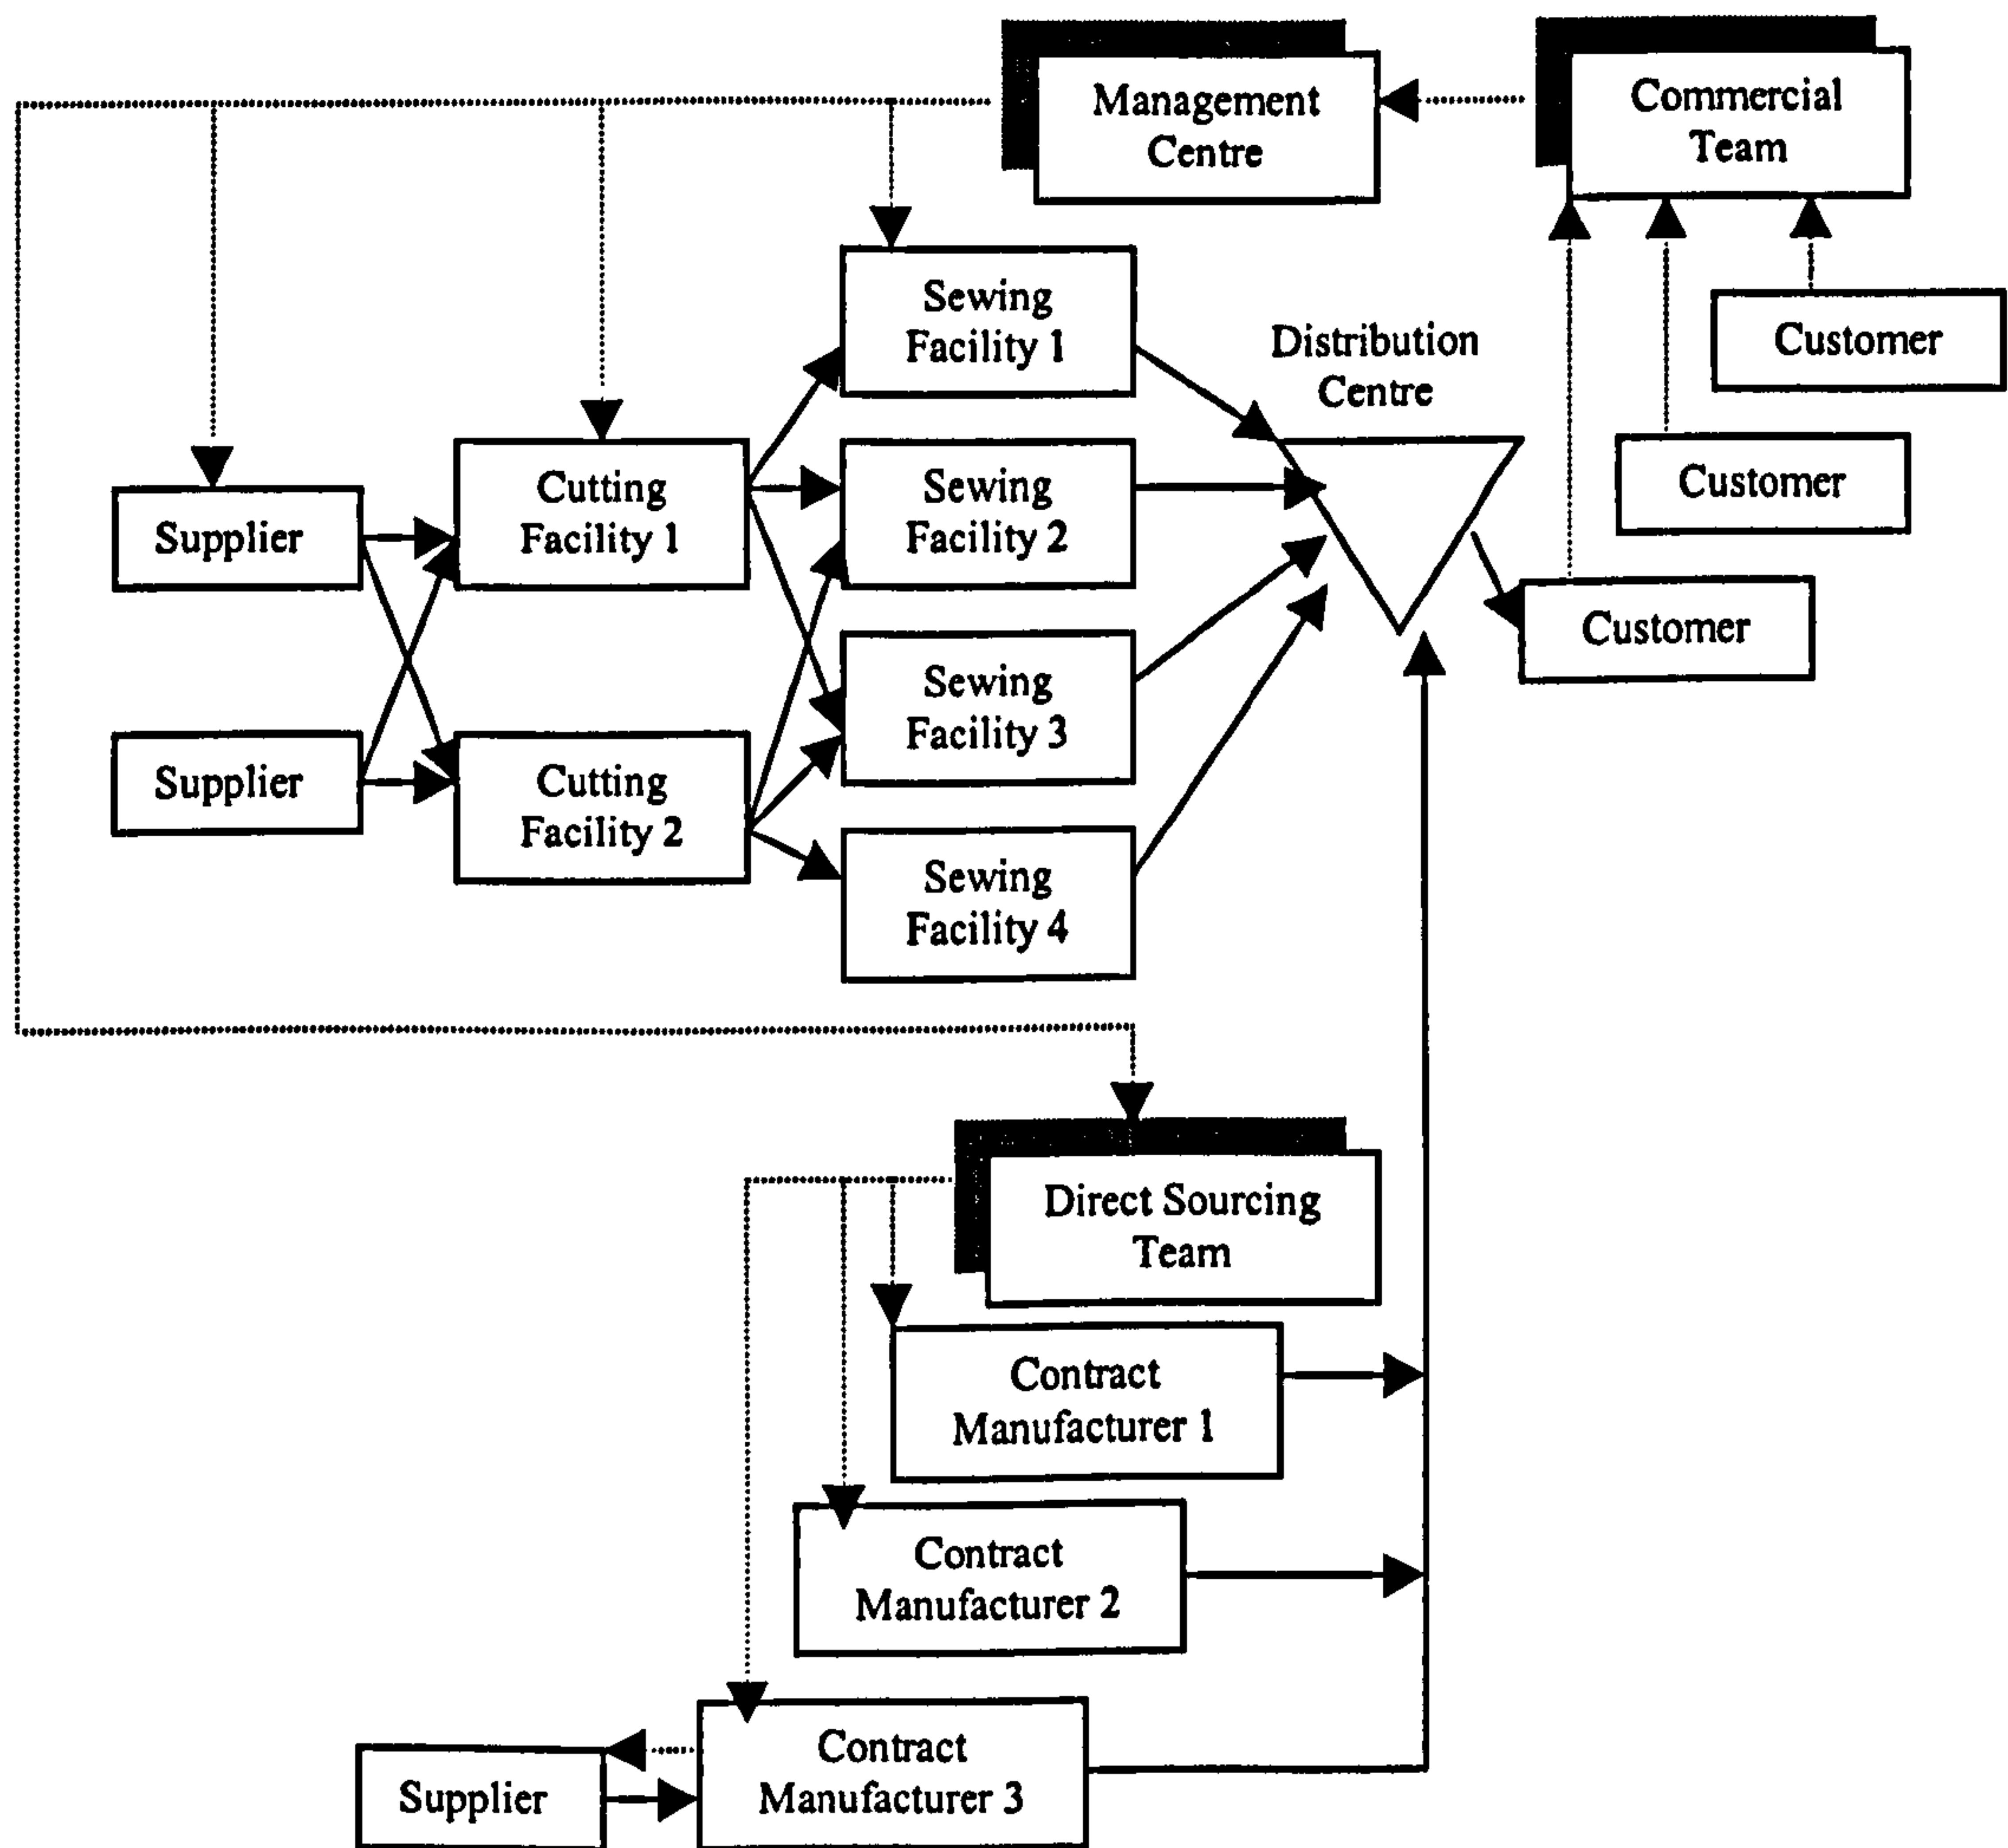 Management
Centre
Commercial
Team
Sewing
Facility 1
Distribution
Centre
Customer
Cutting
Facility 1
Sewing
Facility 2
Customer
Supplier
Customer
Sewing
Facility 3
Supplier
Cutting
Facility 2
Sewing
Facility 4
Direct Sourcing
Team
Contract
Manufacturer 1
Contract
Manufacturer 2
Contract
Manufacturer 3
Supplier